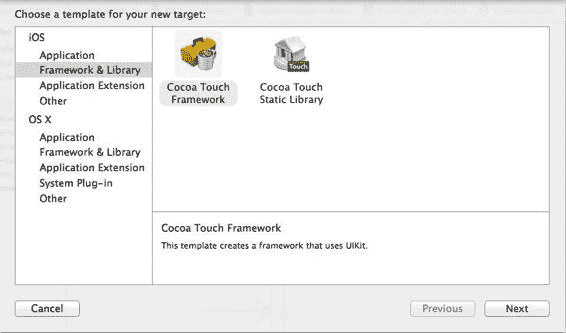 Choose a template for your new target:
iOS
Application
Framework & Library
Application Extension
Other
OS X
Application
Framework & Library
Application Extension
System Plug-in
Other
Cocoa Touch
Framework
Touch
Cocoa Touch
Static Library
Cocoa Touch Framework
This template creates a framework that uses UIKit.
Cancel
Previous
Next